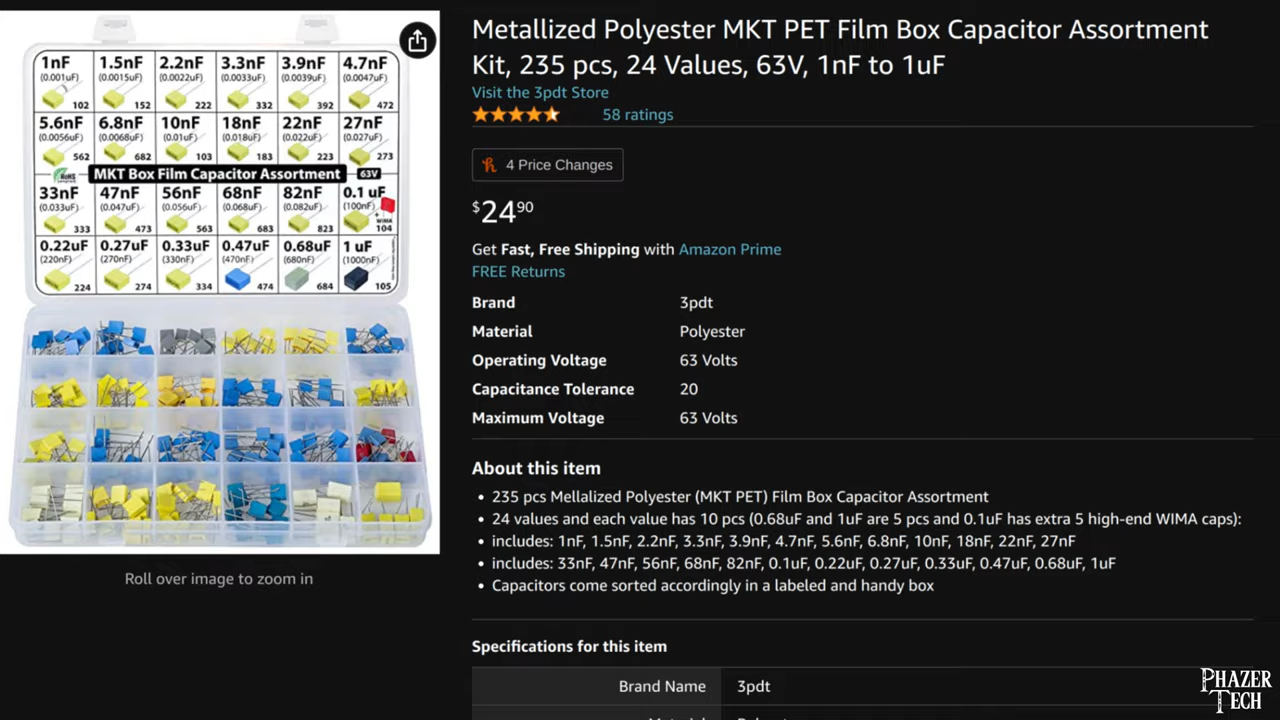 1nF 1.5nF 2.2nF 3.3nF 3.9nF 4.7nF
(0.001uF) (0.0015uF) (0.0022uF) (0.0033uF) (0.0039uF) (0.0047uF)
102 152 222 332 392 472
5.6nF 6.8nF 10nF 18nF 22nF 27nF
(0.0056uF) (0.0068uF) (0.01uF) (0.018uF) (0.022uF) (0.027uF)
562 682 103 183 223 273
RoHS MKT Box Film Capacitor Assortment 63V
33nF 47nF 56nF 68nF 82nF 0.1 uF
(0.033uF) (0.047uF) (0.056uF) (0.068uF) (0.082uF) (100nF)
+
WIMA
333 473 563 683 823 104
0.22uF 0.27uF 0.33uF 0.47uF 0.68uF 1 uF
(220nF) (270nF) (330nF) (470nF) (680nF) (1000nF)
224 274 334 474 684 105
Roll over image to zoom in
Metallized Polyester MKT PET Film Box Capacitor Assortment
Kit, 235 pcs, 24 Values, 63V, 1nF to 1uF
Visit the 3pdt Store
58 ratings
4 Price Changes
$24.90
Get Fast, Free Shipping with Amazon Prime
FREE Returns
Brand 3pdt
Material Polyester
Operating Voltage 63 Volts
Capacitance Tolerance 20
Maximum Voltage 63 Volts
About this item
• 235 pcs Mellalized Polyester (MKT PET) Film Box Capacitor Assortment
• 24 values and each value has 10 pcs (0.68uF and 1uF are 5 pcs and 0.1uF has extra 5 high-end WIMA caps):
• includes: 1nF, 1.5nF, 2.2nF, 3.3nF, 3.9nF, 4.7nF, 5.6nF, 6.8nF, 10nF, 18nF, 22nF, 27nF
• includes: 33nF, 47nF, 56nF, 68nF, 82nF, 0.1uF, 0.22uF, 0.27uF, 0.33uF, 0.47uF, 0.68uF, 1uF
• Capacitors come sorted accordingly in a labeled and handy box
Specifications for this item
Brand Name 3pdt
PHAZER
TECH